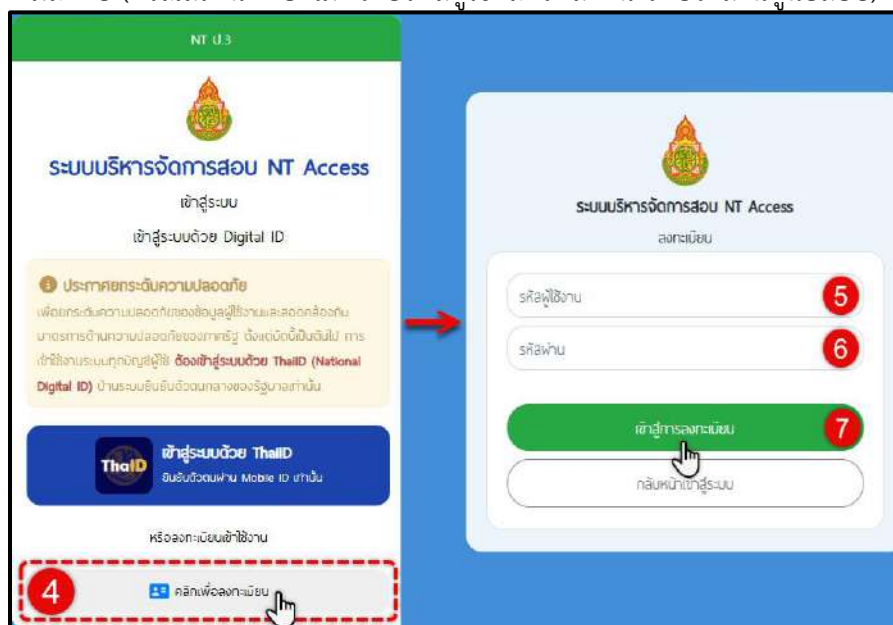 NT ป.3
ระบบบริหารจัดการสอบ NT Access
เข้าสู่ระบบ
เข้าสู่ระบบด้วย Digital ID
ประกาศยกระดับความปลอดภัย
เพื่อยกระดับความปลอดภัยของข้อมูลผู้ใช้งานและสอดคล้องกับ
มาตรการด้านความปลอดภัยของภาครัฐ ตั้งแต่บัดนี้เป็นต้นไป การ
เข้าใช้งานระบบทุกบัญชีผู้ใช้ ต้องเข้าสู่ระบบด้วย ThaiID (National
Digital ID) ผ่านระบบยืนยันตัวตนกลางของรัฐบาลเท่านั้น
ThaID
เข้าสู่ระบบด้วย ThaiID
ยืนยันตัวตนผ่าน Mobile ID เท่านั้น
หรือลงทะเบียนเข้าใช้งาน
4
คลิกเพื่อลงทะเบียน
ระบบบริหารจัดการสอบ NT Access
ลงทะเบียน
รหัสผู้ใช้งาน 5
รหัสผ่าน 6
เข้าสู่การลงทะเบียน 7
กลับหน้าเข้าสู่ระบบ